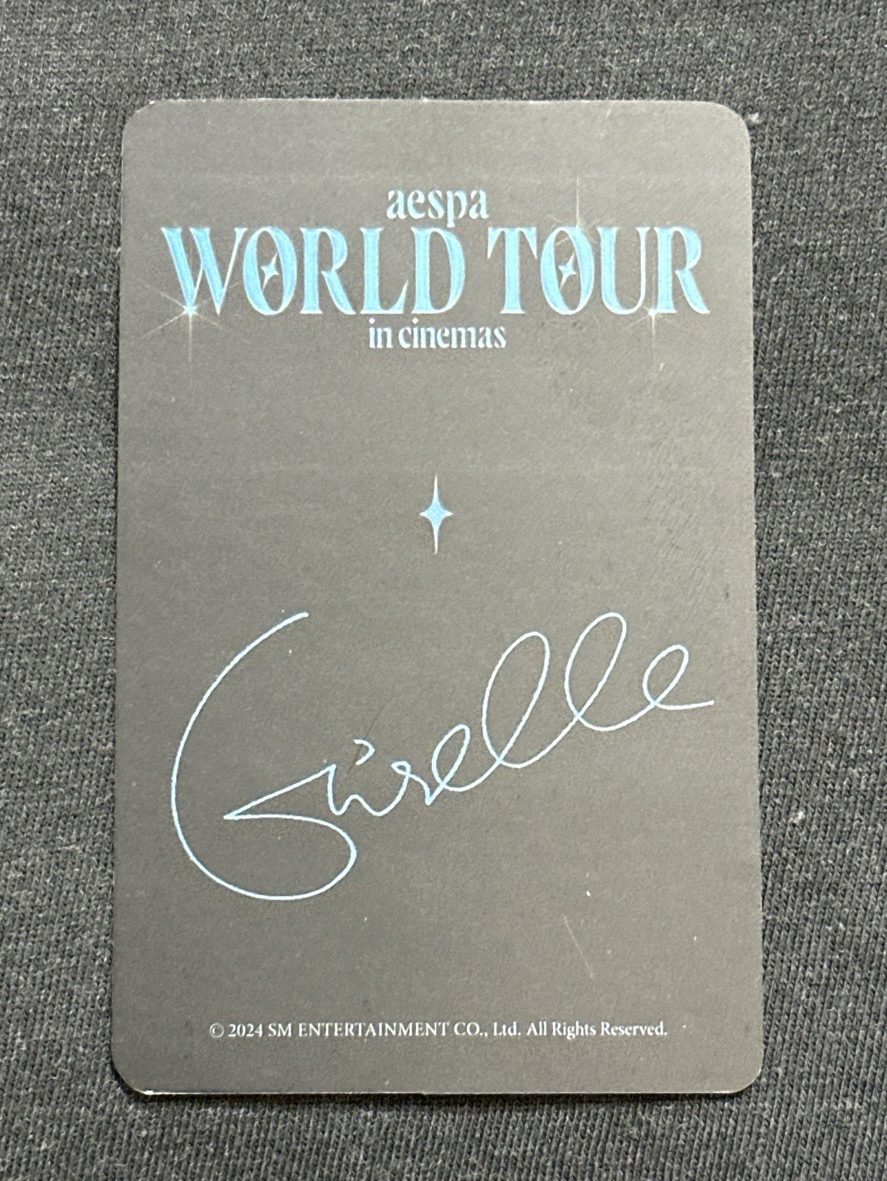 aespa
WORLD TOUR
in cinemas
Giselle
© 2024 SM ENTERTAINMENT CO., Ltd. All Rights Reserved.